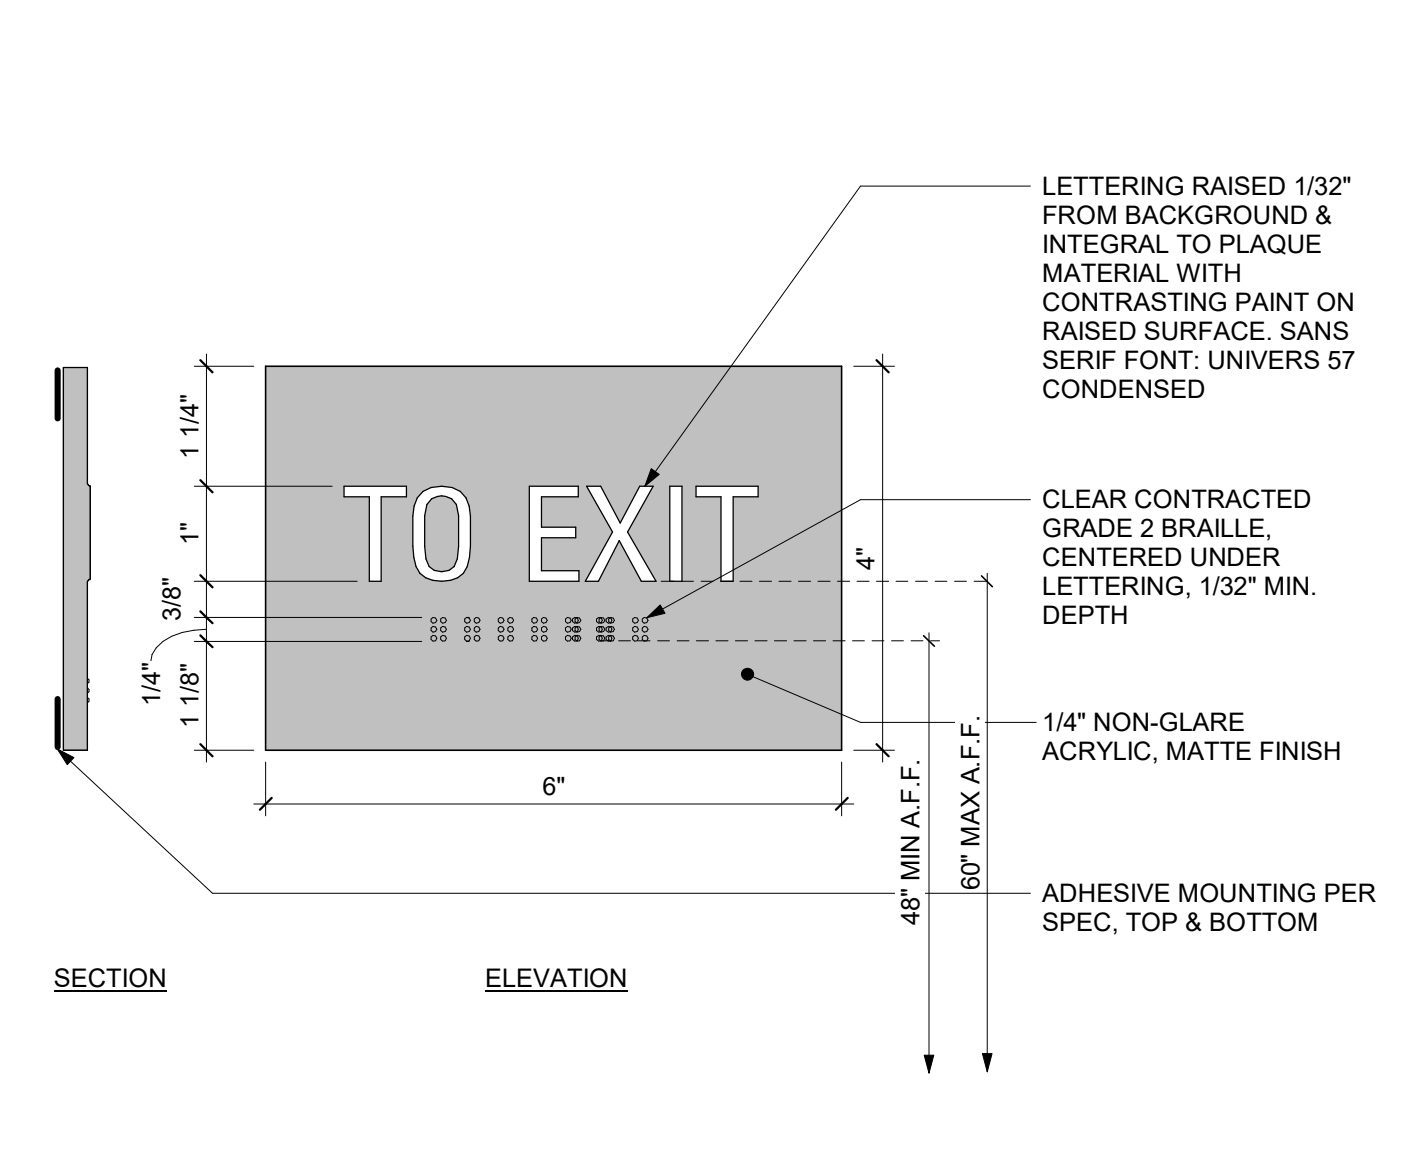 LETTERING RAISED 1/32"
FROM BACKGROUND &
INTEGRAL TO PLAQUE
MATERIAL WITH
CONTRASTING PAINT ON
RAISED SURFACE. SANS
SERIF FONT: UNIVERS 57
CONDENSED
1 1/4"
1"
3/8"
1/4"
1 1/8"
TO EXIT
4"
6"
CLEAR CONTRACTED
GRADE 2 BRAILLE,
CENTERED UNDER
LETTERING, 1/32" MIN.
DEPTH
1/4" NON-GLARE
ACRYLIC, MATTE FINISH
48" MIN A.F.F.
60" MAX A.F.F.
ADHESIVE MOUNTING PER
SPEC, TOP & BOTTOM
SECTION
ELEVATION